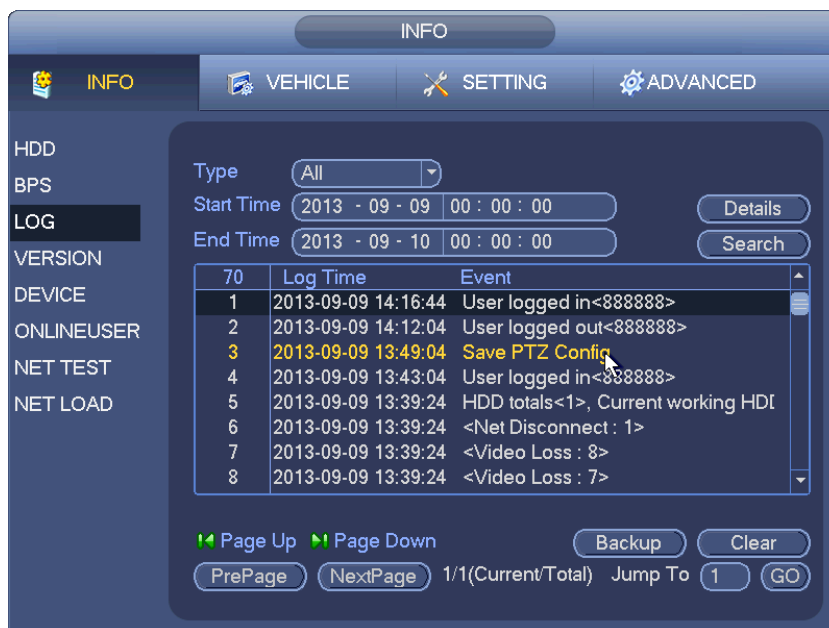 INFO
INFO VEHICLE SETTING ADVANCED
HDD
BPS
LOG
VERSION
DEVICE
ONLINEUSER
NET TEST
NET LOAD
Type All
Start Time 2013 - 09 - 09 00 : 00 : 00 Details
End Time 2013 - 09 - 10 00 : 00 : 00 Search
70 Log Time Event
1 2013-09-09 14:16:44 User logged in<888888>
2 2013-09-09 14:12:04 User logged out<888888>
3 2013-09-09 13:49:04 Save PTZ Config
4 2013-09-09 13:43:04 User logged in<888888>
5 2013-09-09 13:39:24 HDD totals<1>, Current working HDD
6 2013-09-09 13:39:24 <Net Disconnect : 1>
7 2013-09-09 13:39:24 <Video Loss : 8>
8 2013-09-09 13:39:24 <Video Loss : 7>
Page Up Page Down Backup Clear
PrePage NextPage 1/1(Current/Total) Jump To 1 GO